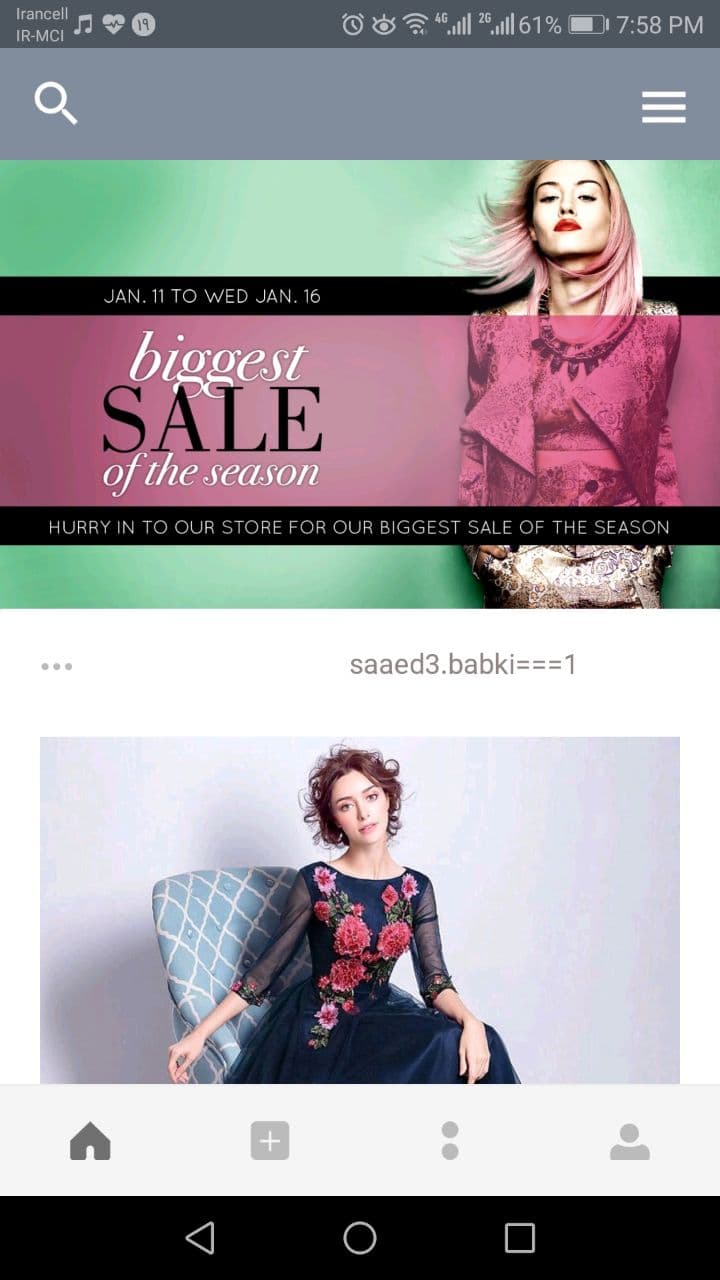 Irancell
IR-MCI
۱۹
4G
2G
61%
7:58 PM
JAN. 11 TO WED JAN. 16
biggest
SALE
of the season
HURRY IN TO OUR STORE FOR OUR BIGGEST SALE OF THE SEASON
saaed3.babki===1